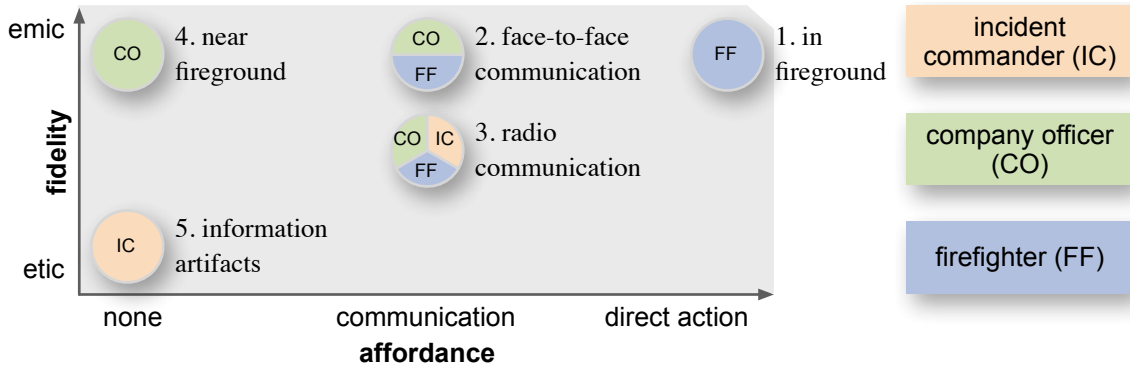 emic
CO
4. near
fireground
CO
FF
2. face-to-face
communication
FF
1. in
fireground
incident
commander (IC)
fidelity
CO
IC
FF
3. radio
communication
company officer
(CO)
IC
5. information
artifacts
firefighter (FF)
etic
none
communication
direct action
affordance